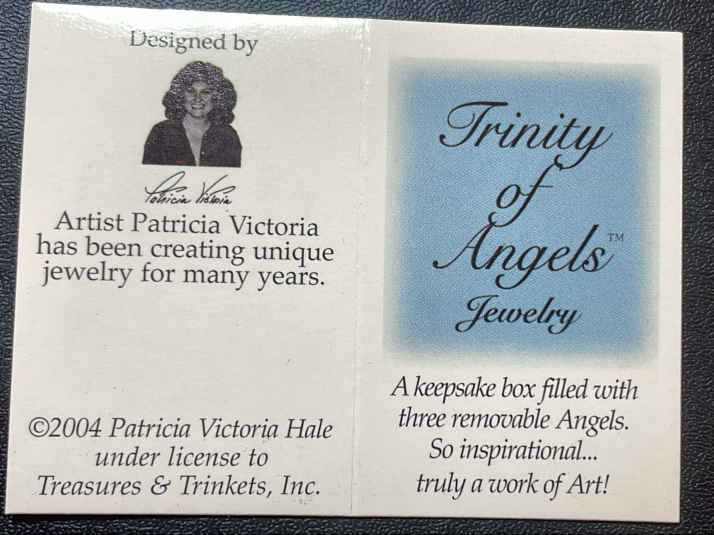 Designed by
Patricia Victoria
Artist Patricia Victoria
has been creating unique
jewelry for many years.
©2004 Patricia Victoria Hale
under license to
Treasures & Trinkets, Inc.
Trinity
of
Angels™
Jewelry
A keepsake box filled with
three removable Angels.
So inspirational...
truly a work of Art!